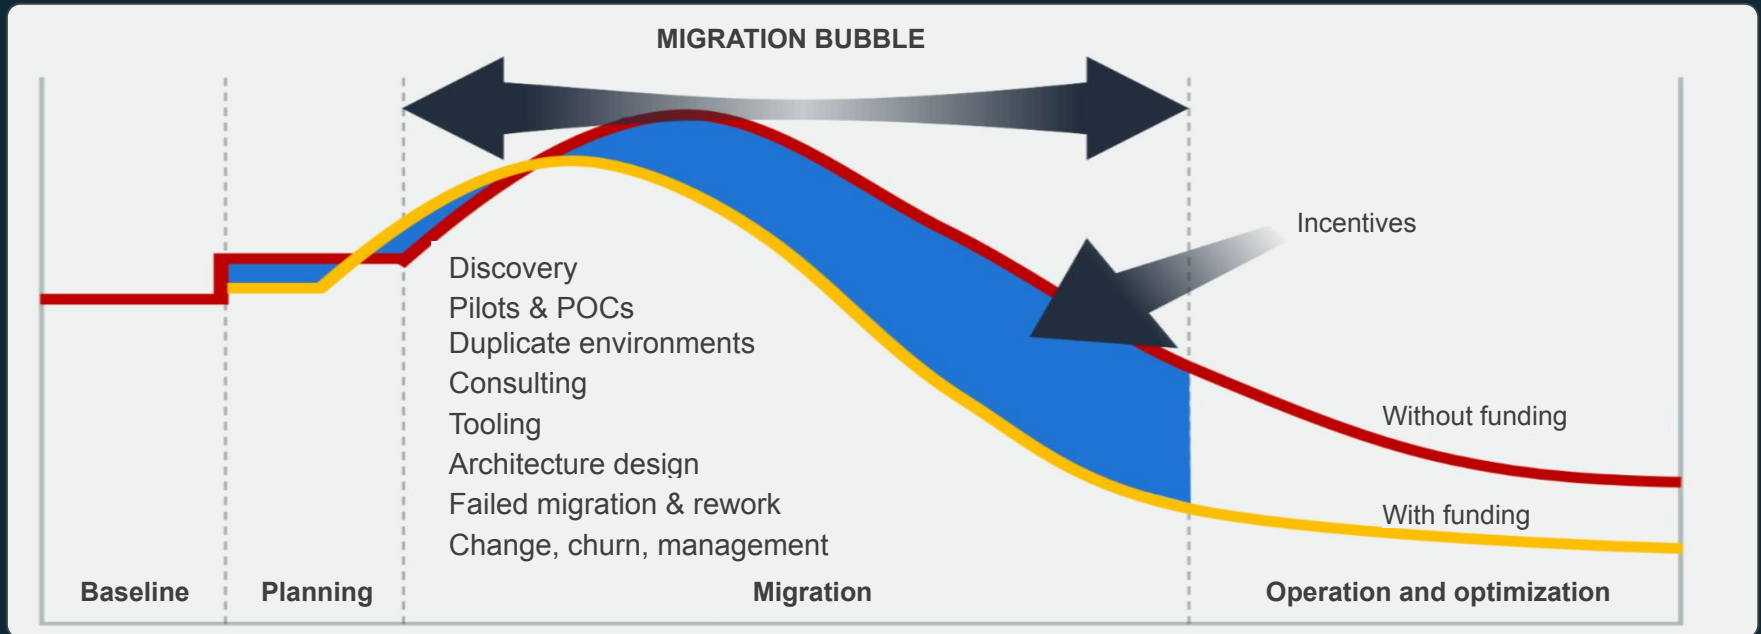 MIGRATION BUBBLE
Incentives
Discovery
Pilots & POCs
Duplicate environments
Consulting
Tooling
Architecture design
Failed migration & rework
Change, churn, management
Without funding
With funding
Baseline
Planning
Migration
Operation and optimization